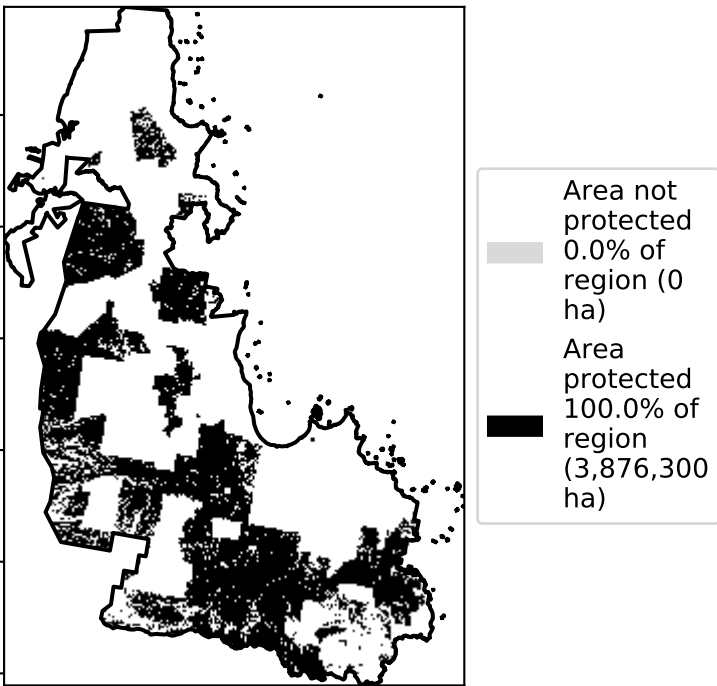 Area not
protected
0.0% of
region (0
ha)
Area
protected
100.0% of
region
(3,876,300
ha)